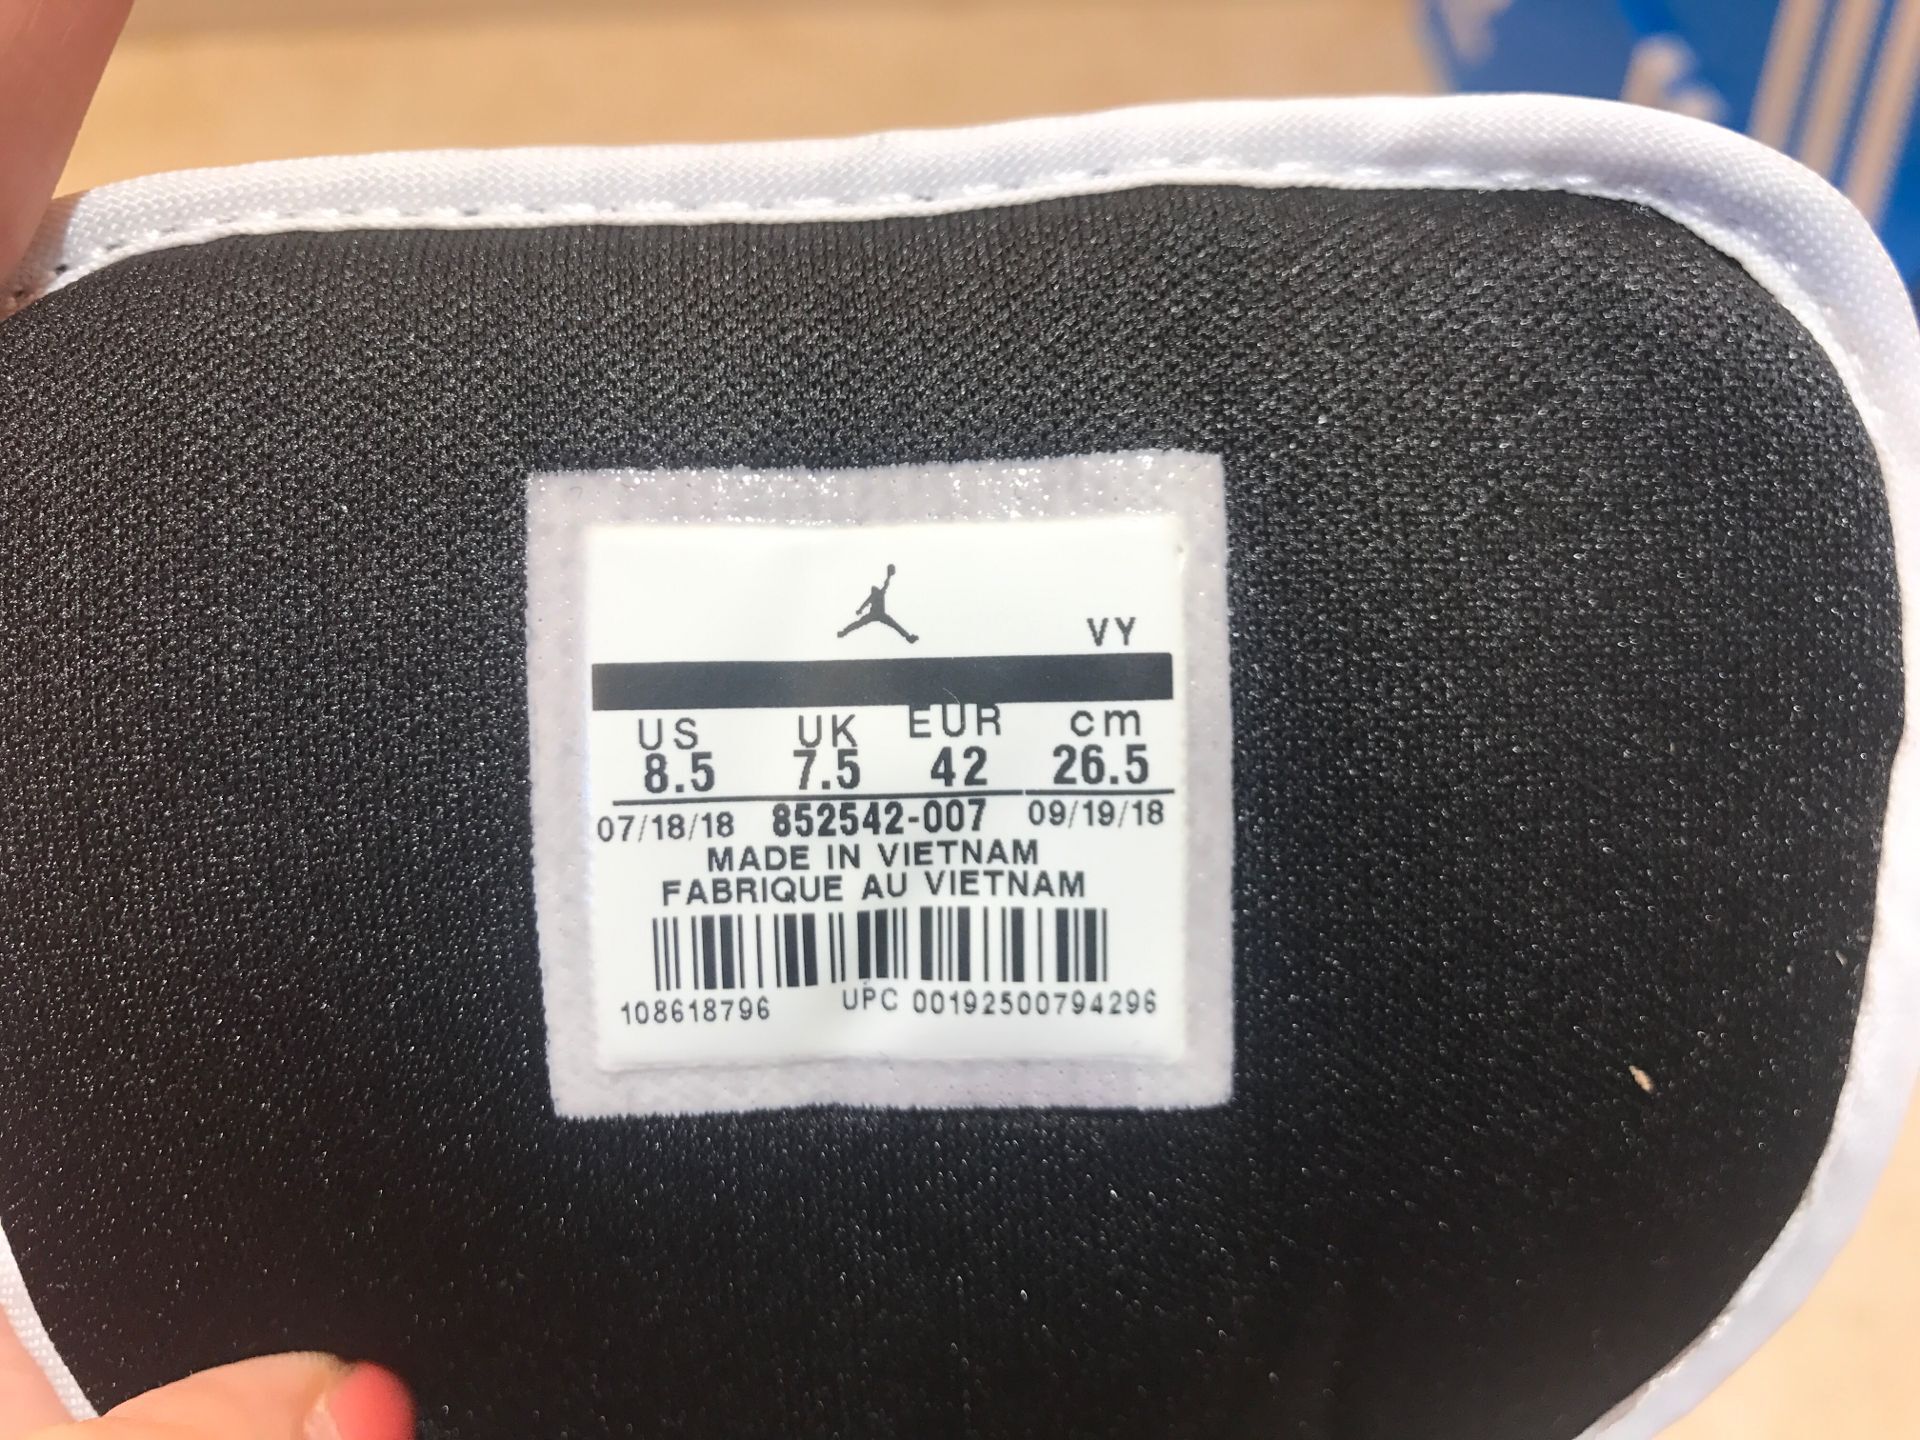 VY
US UK EUR cm
8.5 7.5 42 26.5
07/18/18 852542-007 09/19/18
MADE IN VIETNAM
FABRIQUE AU VIETNAM
108618796 UPC 00192500794296